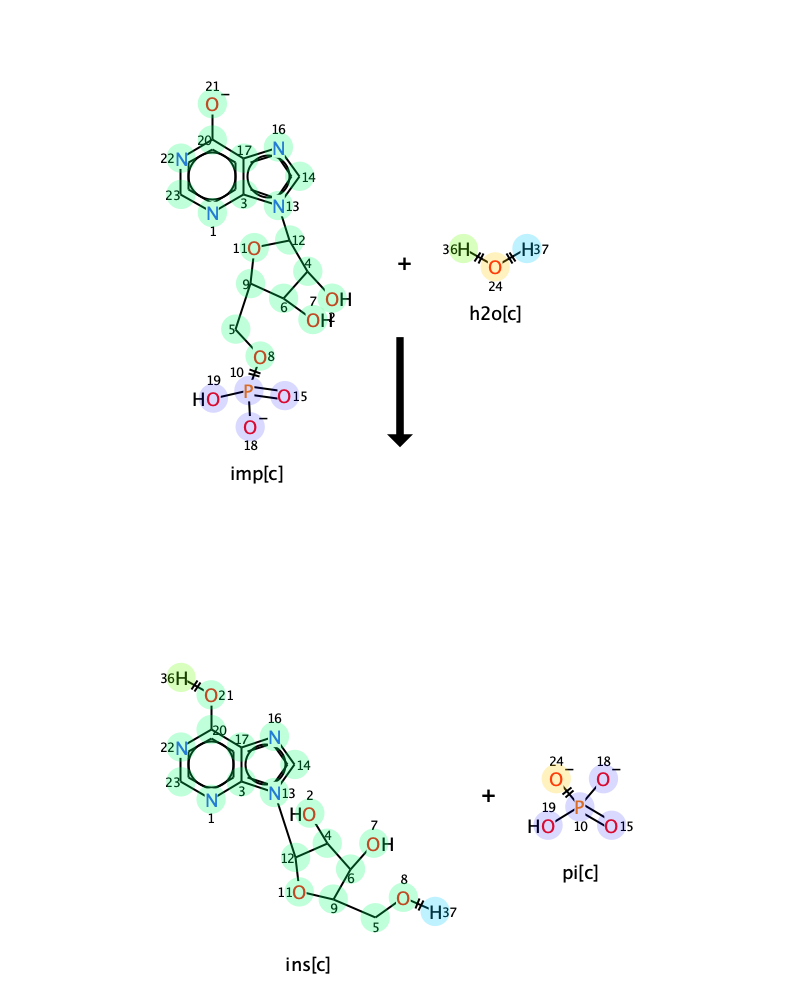 21
O −
20
22 N
17
16
N
14
23
3
N 13
1
N
12
11 O
4
9
6
7 OH
OH 2
5
O 8
10
19
HO
P
O 15
O −
18
imp[c]
+
36 H
H 37
O
24
h2o[c]
36 H
O 21
20
22 N
17
16
N
14
23
3
N 13
1
N
2
HO
4
7
OH
12
6
11 O
9
8
O
H 37
5
ins[c]
+
24
O −
18
O −
19
HO
P
10
O 15
pi[c]